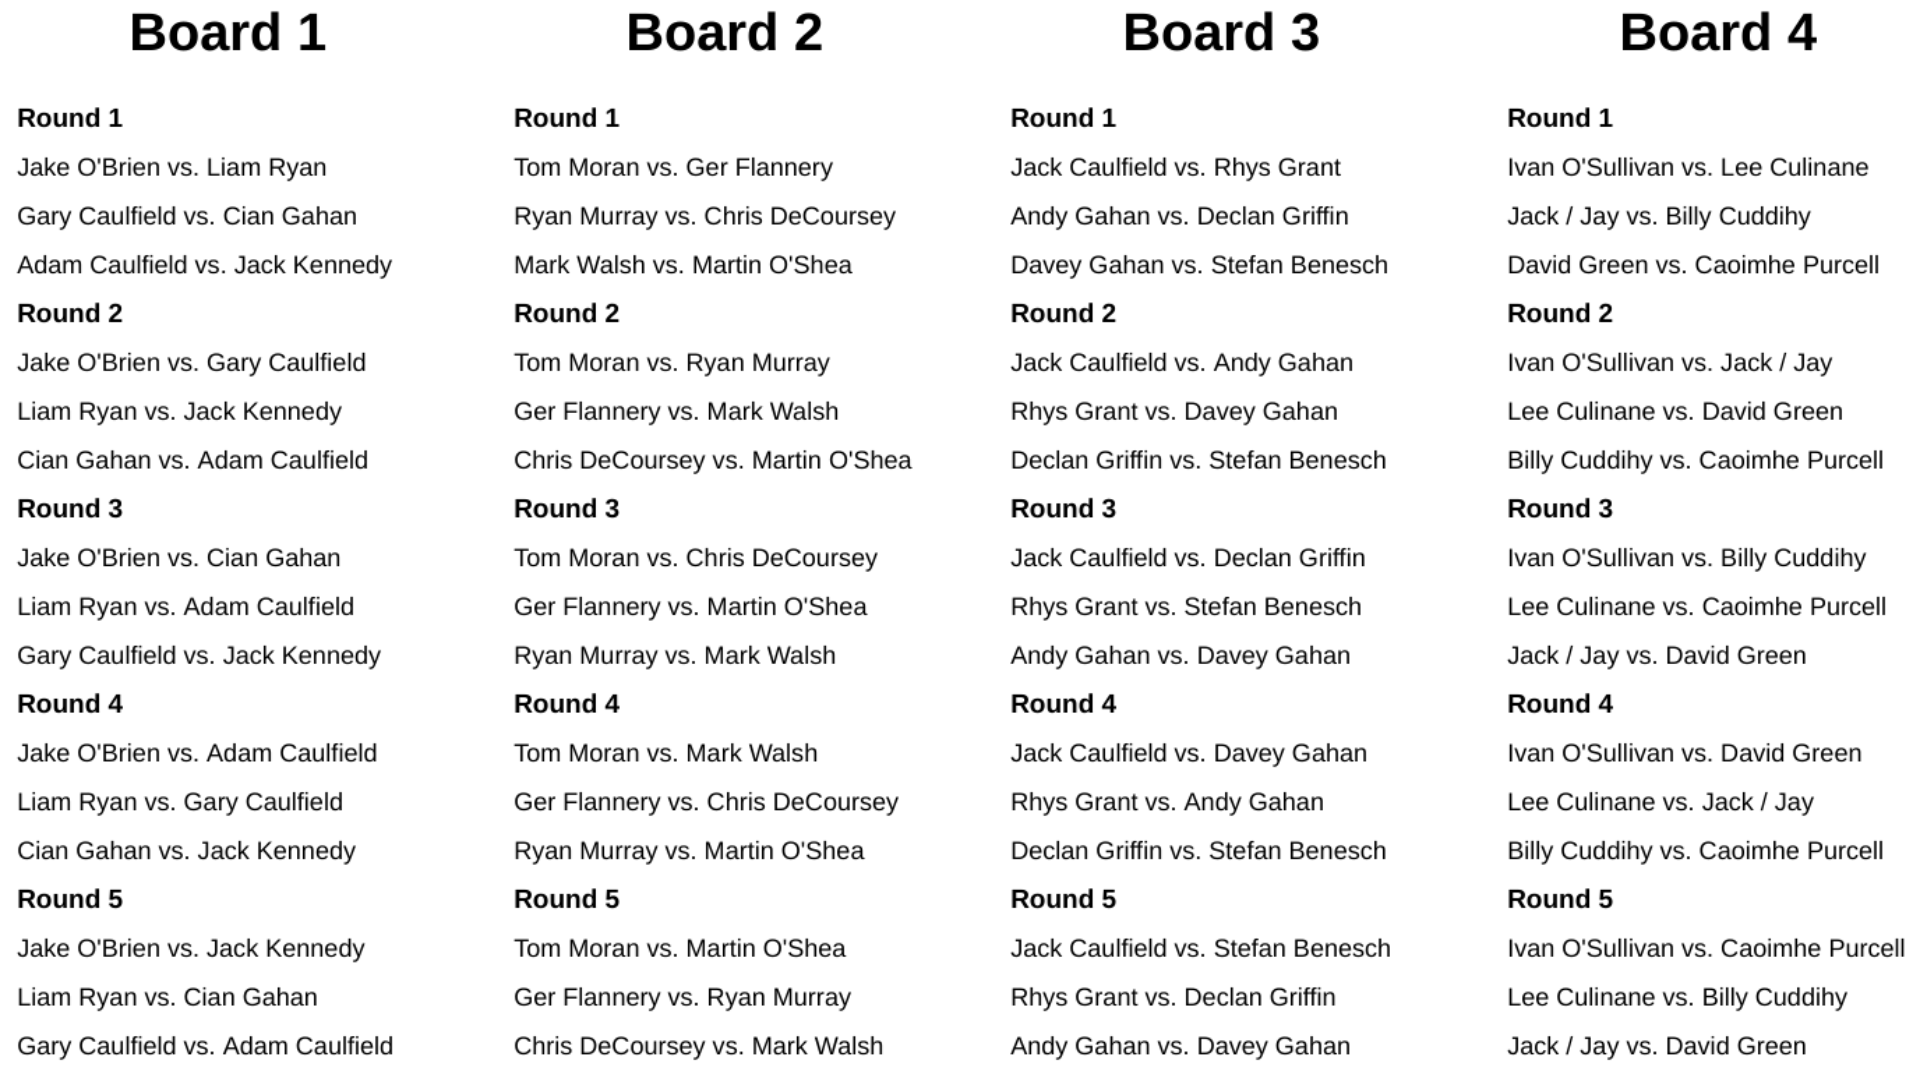 Board 1
Round 1
Jake O'Brien vs. Liam Ryan
Gary Caulfield vs. Cian Gahan
Adam Caulfield vs. Jack Kennedy
Round 2
Jake O'Brien vs. Gary Caulfield
Liam Ryan vs. Jack Kennedy
Cian Gahan vs. Adam Caulfield
Round 3
Jake O'Brien vs. Cian Gahan
Liam Ryan vs. Adam Caulfield
Gary Caulfield vs. Jack Kennedy
Round 4
Jake O'Brien vs. Adam Caulfield
Liam Ryan vs. Gary Caulfield
Cian Gahan vs. Jack Kennedy
Round 5
Jake O'Brien vs. Jack Kennedy
Liam Ryan vs. Cian Gahan
Gary Caulfield vs. Adam Caulfield
Board 2
Round 1
Tom Moran vs. Ger Flannery
Ryan Murray vs. Chris DeCoursey
Mark Walsh vs. Martin O'Shea
Round 2
Tom Moran vs. Ryan Murray
Ger Flannery vs. Mark Walsh
Chris DeCoursey vs. Martin O'Shea
Round 3
Tom Moran vs. Chris DeCoursey
Ger Flannery vs. Martin O'Shea
Ryan Murray vs. Mark Walsh
Round 4
Tom Moran vs. Mark Walsh
Ger Flannery vs. Chris DeCoursey
Ryan Murray vs. Martin O'Shea
Round 5
Tom Moran vs. Martin O'Shea
Ger Flannery vs. Ryan Murray
Chris DeCoursey vs. Mark Walsh
Board 3
Round 1
Jack Caulfield vs. Rhys Grant
Andy Gahan vs. Declan Griffin
Davey Gahan vs. Stefan Benesch
Round 2
Jack Caulfield vs. Andy Gahan
Rhys Grant vs. Davey Gahan
Declan Griffin vs. Stefan Benesch
Round 3
Jack Caulfield vs. Declan Griffin
Rhys Grant vs. Stefan Benesch
Andy Gahan vs. Davey Gahan
Round 4
Jack Caulfield vs. Davey Gahan
Rhys Grant vs. Andy Gahan
Declan Griffin vs. Stefan Benesch
Round 5
Jack Caulfield vs. Stefan Benesch
Rhys Grant vs. Declan Griffin
Andy Gahan vs. Davey Gahan
Board 4
Round 1
Ivan O'Sullivan vs. Lee Culinane
Jack / Jay vs. Billy Cuddihy
David Green vs. Caoimhe Purcell
Round 2
Ivan O'Sullivan vs. Jack / Jay
Lee Culinane vs. David Green
Billy Cuddihy vs. Caoimhe Purcell
Round 3
Ivan O'Sullivan vs. Billy Cuddihy
Lee Culinane vs. Caoimhe Purcell
Jack / Jay vs. David Green
Round 4
Ivan O'Sullivan vs. David Green
Lee Culinane vs. Jack / Jay
Billy Cuddihy vs. Caoimhe Purcell
Round 5
Ivan O'Sullivan vs. Caoimhe Purcell
Lee Culinane vs. Billy Cuddihy
Jack / Jay vs. David Green